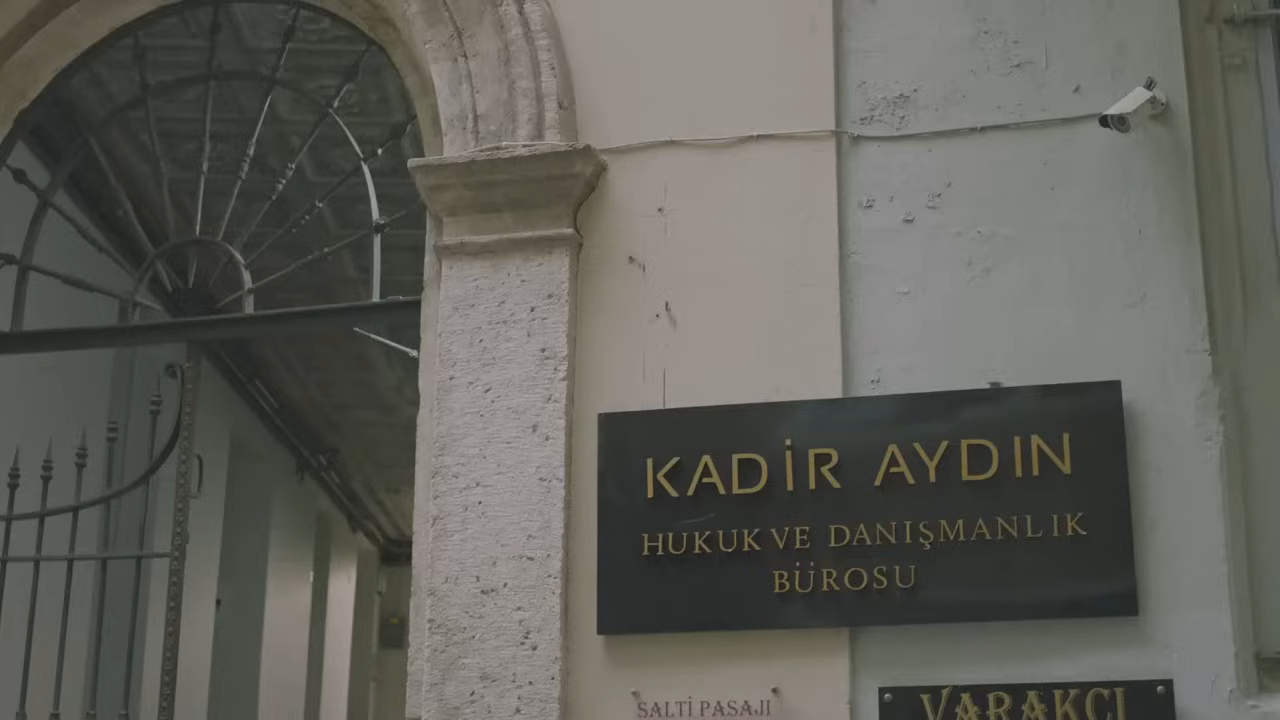 KADİR AYDIN
HUKUK VE DANIŞMANLIK
BÜROSU
SALTİ PASAJI
VARAKÇI